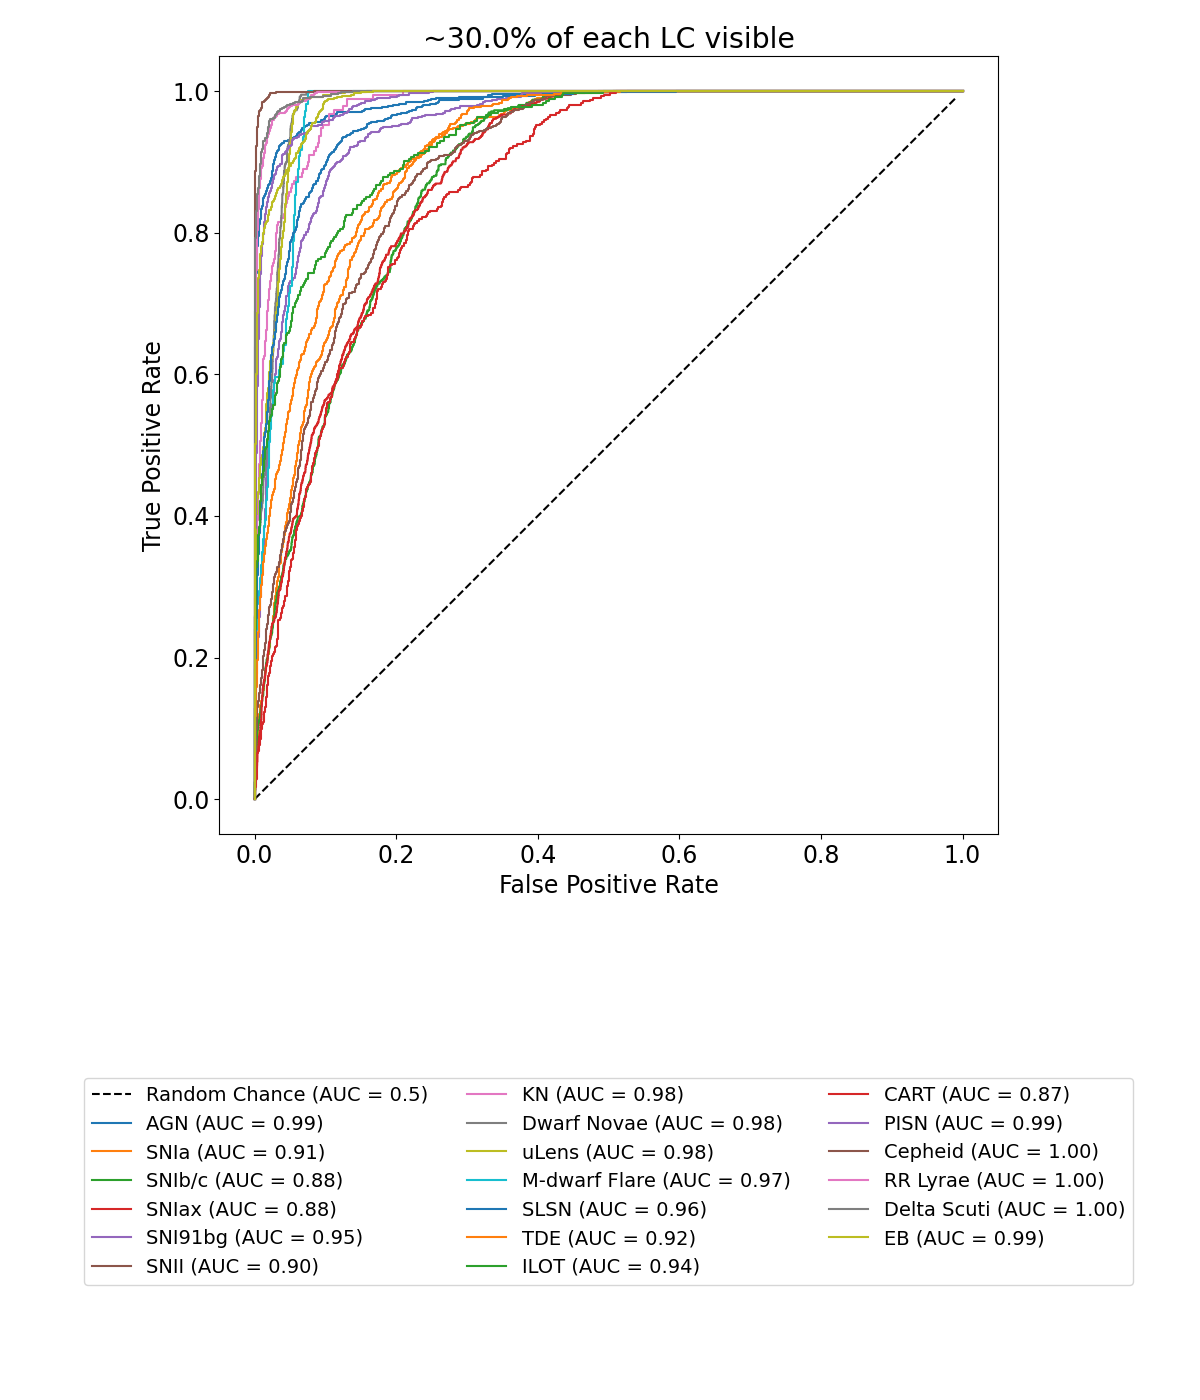 ~30.0% of each LC visible
1.0
0.8
0.6
0.4
0.2
0.0
True Positive Rate
0.0 0.2 0.4 0.6 0.8 1.0
False Positive Rate
Random Chance (AUC = 0.5)
AGN (AUC = 0.99)
SNIa (AUC = 0.91)
SNIb/c (AUC = 0.88)
SNIax (AUC = 0.88)
SNI91bg (AUC = 0.95)
SNII (AUC = 0.90)
KN (AUC = 0.98)
Dwarf Novae (AUC = 0.98)
uLens (AUC = 0.98)
M-dwarf Flare (AUC = 0.97)
SLSN (AUC = 0.96)
TDE (AUC = 0.92)
ILOT (AUC = 0.94)
CART (AUC = 0.87)
PISN (AUC = 0.99)
Cepheid (AUC = 1.00)
RR Lyrae (AUC = 1.00)
Delta Scuti (AUC = 1.00)
EB (AUC = 0.99)